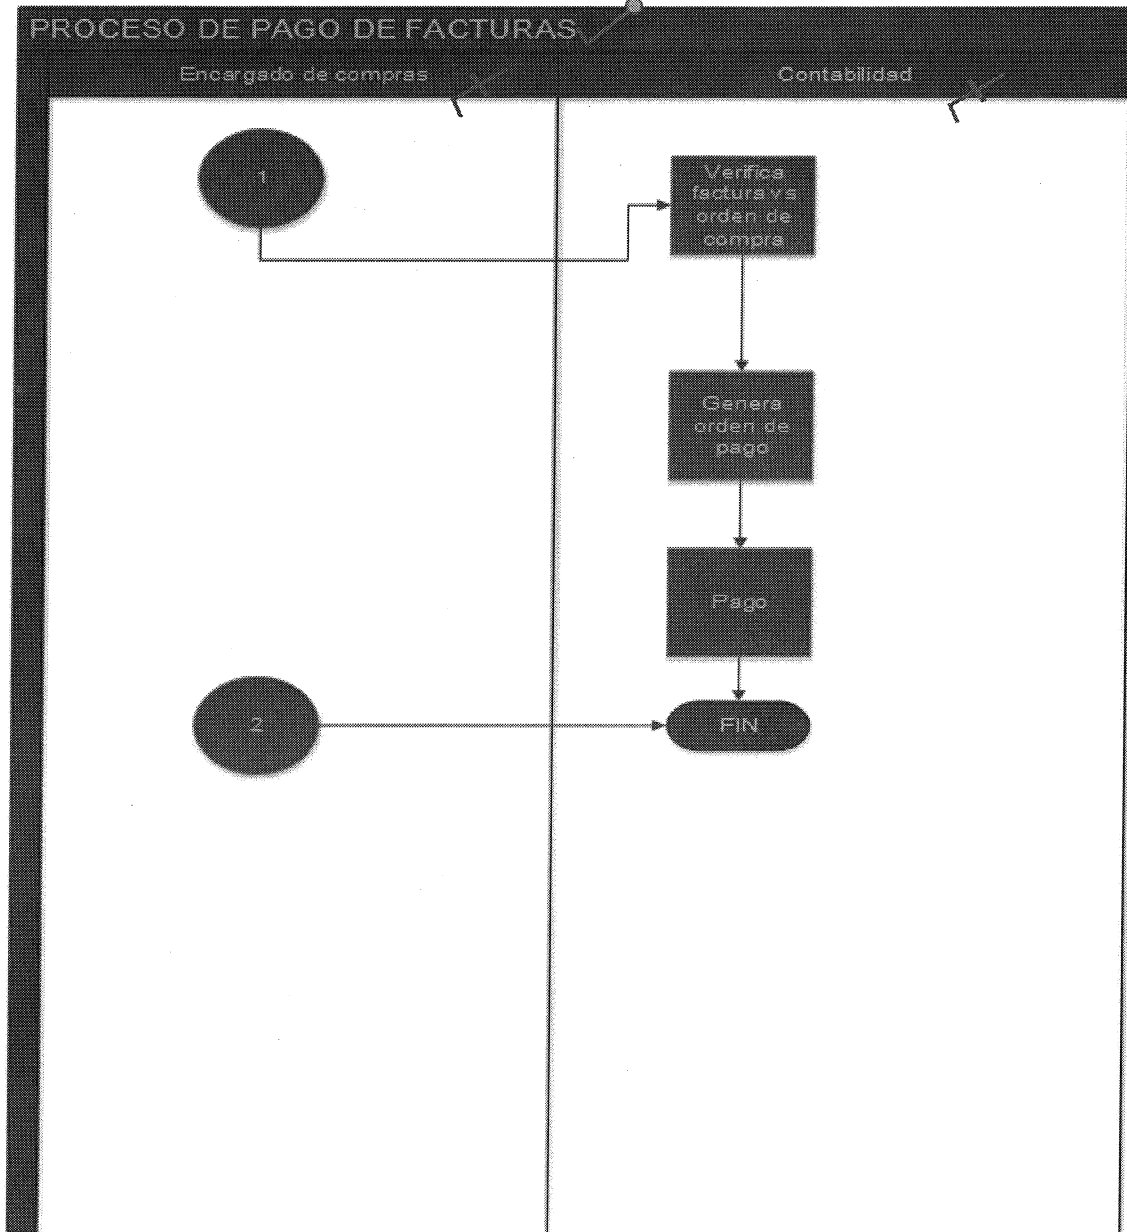 PROCESO DE PAGO DE FACTURAS
Encargado de compras
Contabilidad
1
Verifica
factura vs
orden de
compra
Genera
orden de
pago
Pago
2
FIN